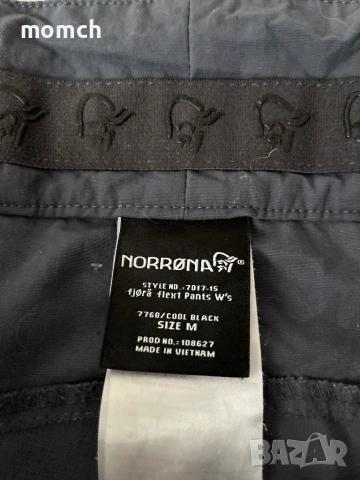 momch
NORRØNA®
STYLE NO.:7017-15
fjørå flex1 Pants W's
7760/COOL BLACK
SIZE M
PROD NO.: 108627
MADE IN VIETNAM
BAZAR